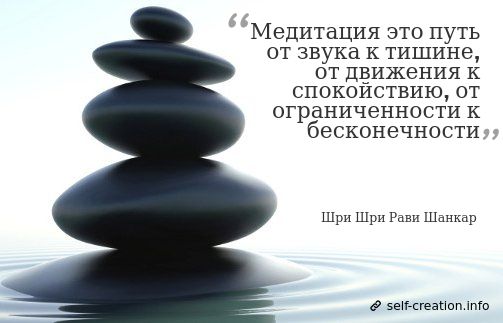 “Медитация это путь
от звука к тишине,
от движения к
спокойствию, от
ограниченности к
бесконечности”
Шри Шри Рави Шанкар
self-creation.info